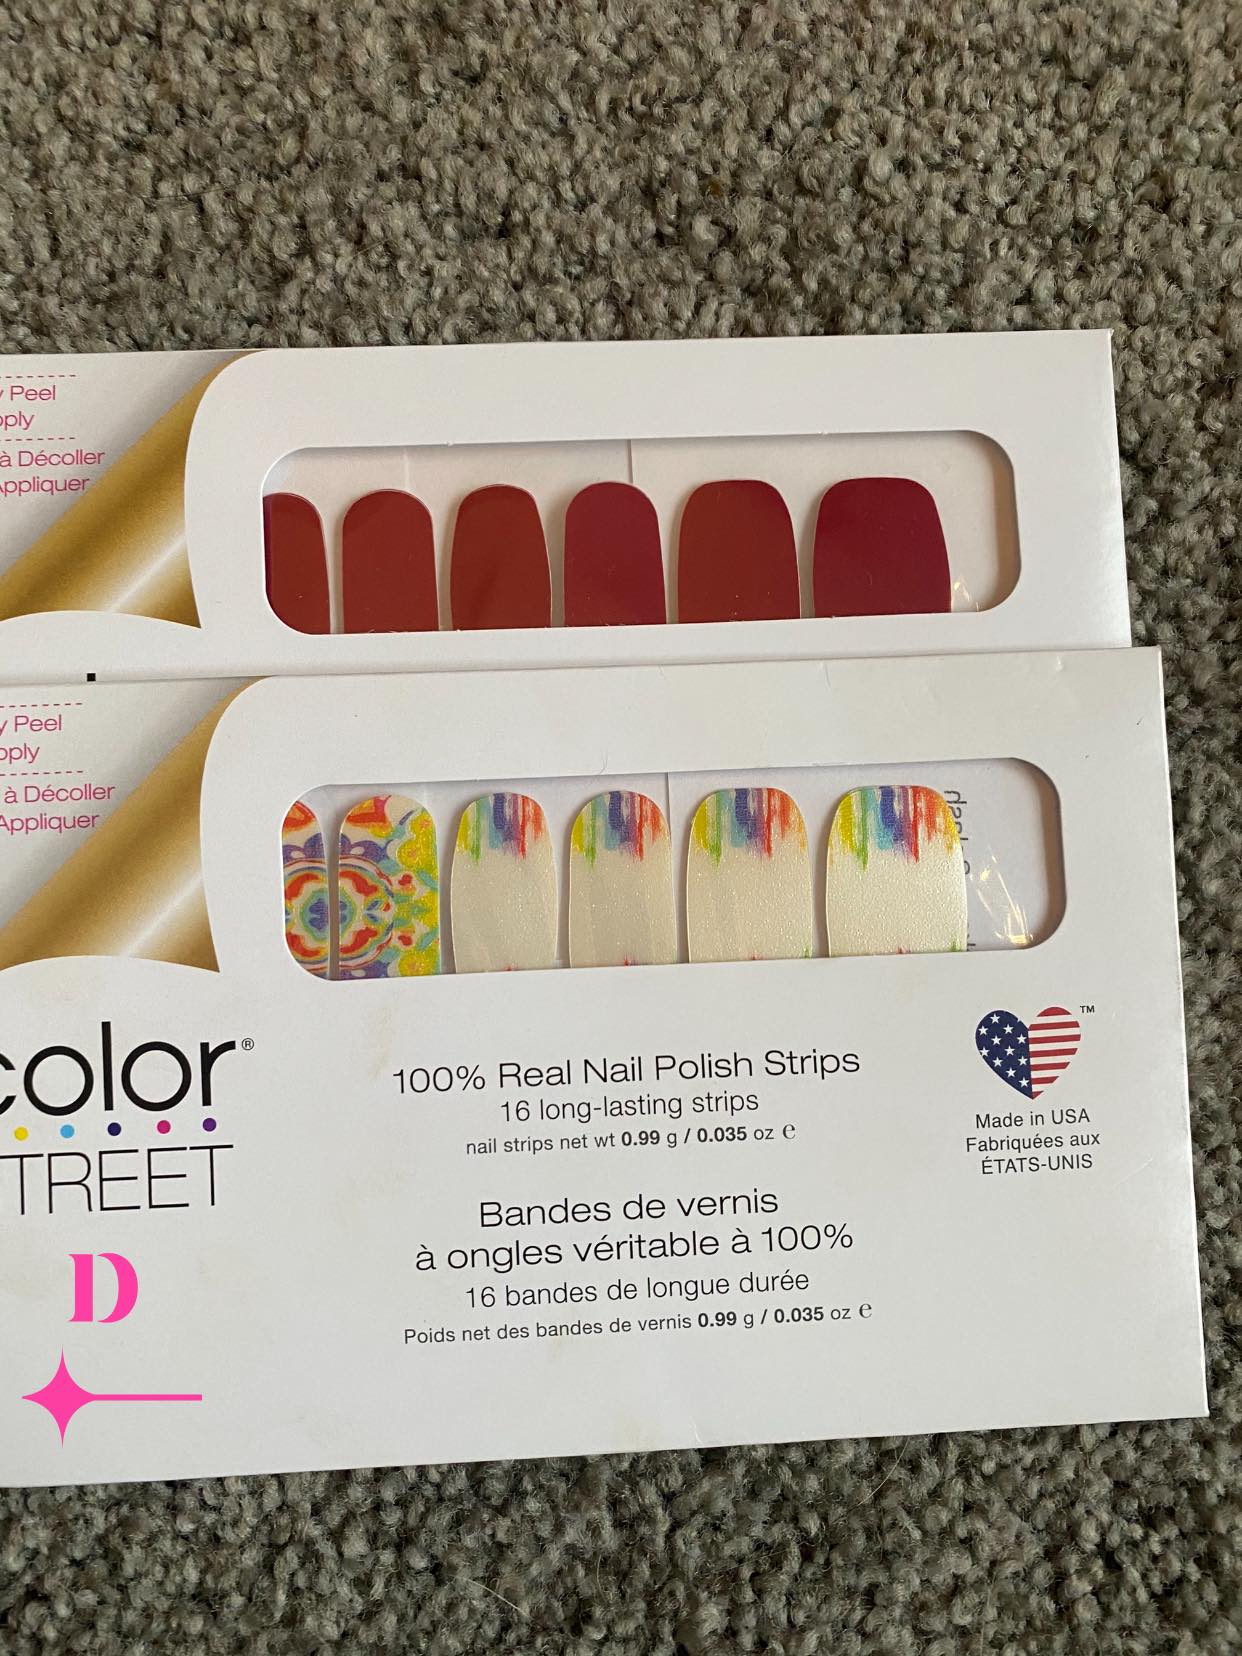 y Peel
pply
à Décoller
Appliquer
y Peel
pply
à Décoller
Appliquer
color®
TREET
D
100% Real Nail Polish Strips
16 long-lasting strips
nail strips net wt 0.99 g / 0.035 oz ℮
Bandes de vernis
à ongles véritable à 100%
16 bandes de longue durée
Poids net des bandes de vernis 0.99 g / 0.035 oz ℮
TM
Made in USA
Fabriquées aux
ÉTATS-UNIS